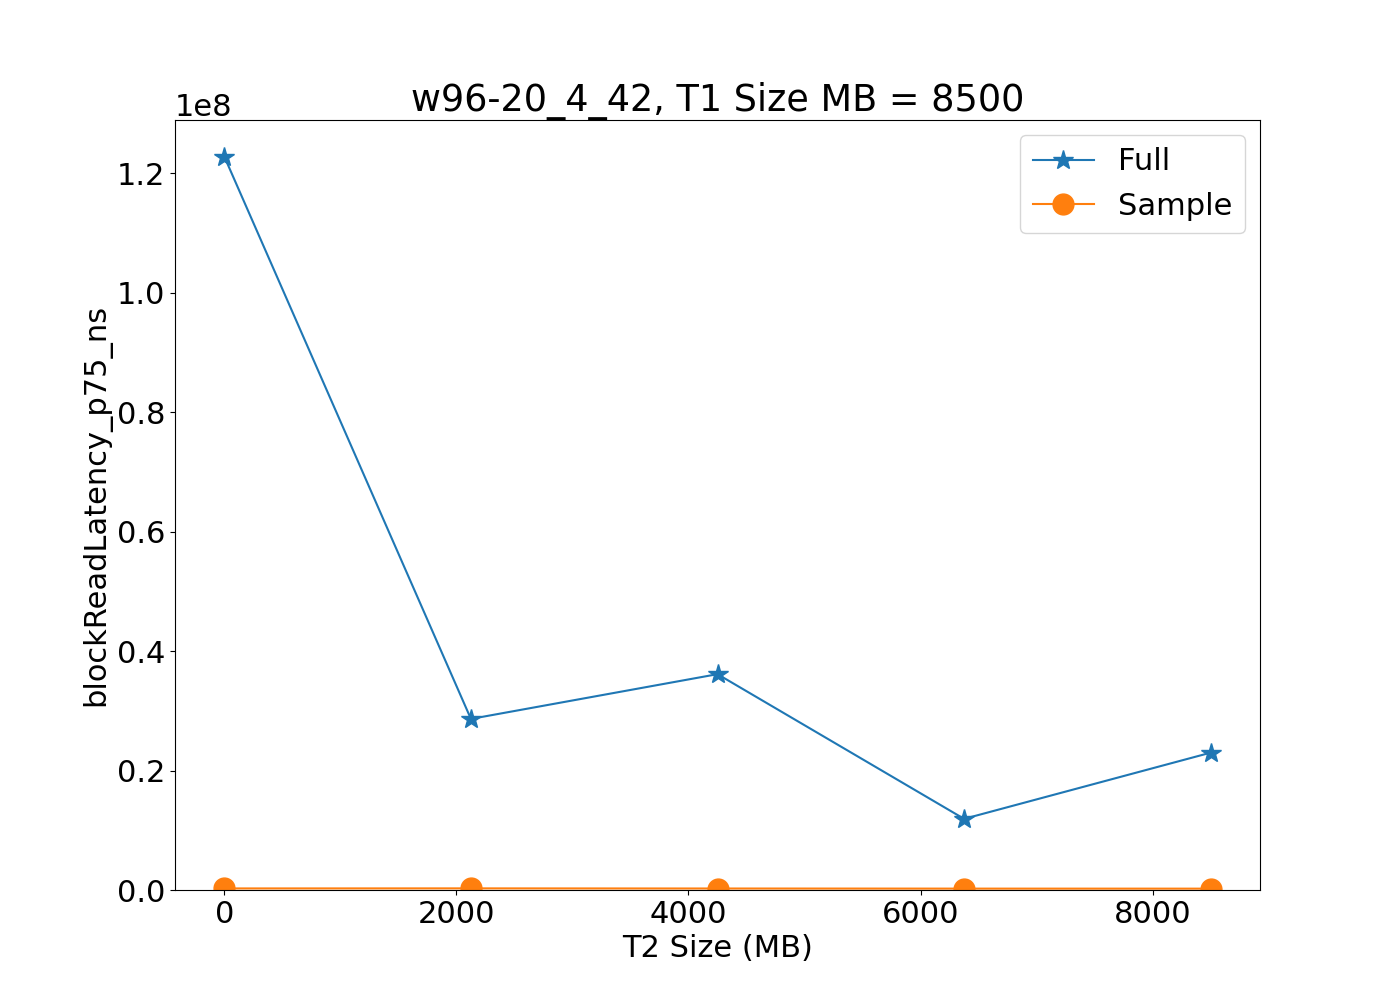 w96-20_4_42, T1 Size MB = 8500
1e8
Full
Sample
1.2
1.0
0.8
0.6
0.4
0.2
0.0
blockReadLatency_p75_ns
0 2000 4000 6000 8000
T2 Size (MB)